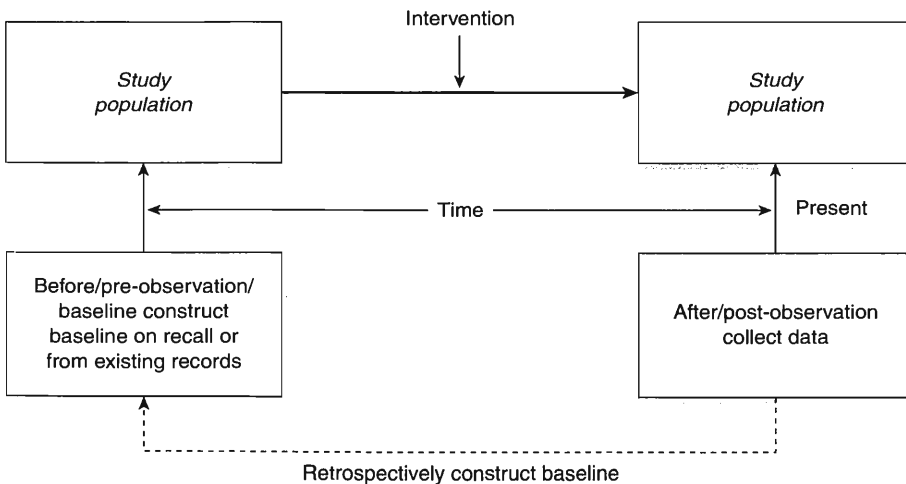 Intervention
Study
population
Study
population
Time
Present
Before/pre-observation/
baseline construct
baseline on recall or
from existing records
After/post-observation
collect data
Retrospectively construct baseline